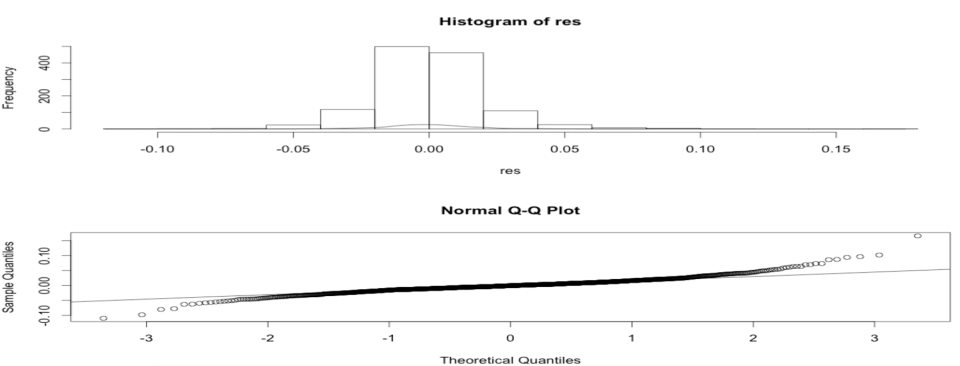 Histogram of res
Frequency
400
200
0
-0.10 -0.05 0.00 0.05 0.10 0.15
res
Normal Q-Q Plot
Sample Quantiles
0.10
0.00
-0.10
-3 -2 -1 0 1 2 3
Theoretical Quantiles